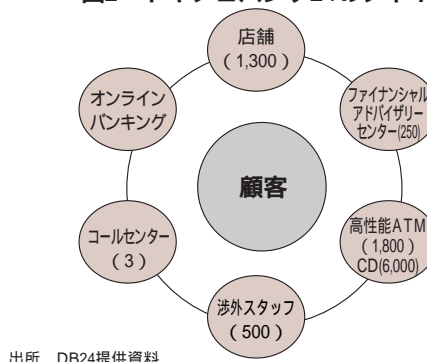 店舗
（1,300）
オンライン
バンキング
ファイナンシャル
アドバイザリー
センター(250)
顧客
コールセンター
（3）
高性能ATM
（1,800）
CD(6,000)
渉外スタッフ
（500）
出所 DB24提供資料